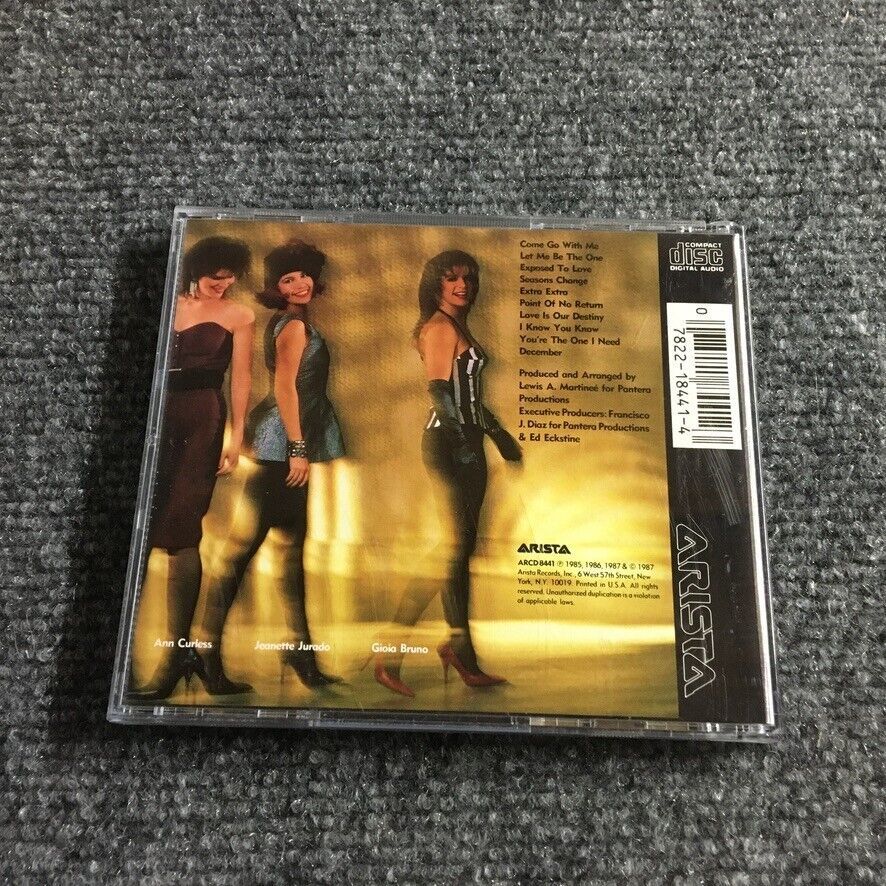 Come Go With Me
Let Me Be The One
Exposed To Love
Seasons Change
Extra Extra
Point Of No Return
Love Is Our Destiny
I Know You Know
You're The One I Need
December
Produced and Arranged by
Lewis A. Martineé for Pantera
Productions
Executive Producers: Francisco
J. Diaz for Pantera Productions
& Ed Eckstine
ARISTA
ARCD 8441 ℗ 1985, 1986, 1987 & © 1987
Arista Records, Inc., 6 West 57th Street, New
York, N.Y. 10019. Printed in U.S.A. All rights
reserved. Unauthorized duplication is a violation
of applicable laws.
Ann Curless
Jeanette Jurado
Gioia Bruno
COMPACT
disc
DIGITAL AUDIO
0
7822-18441-4
ARISTA